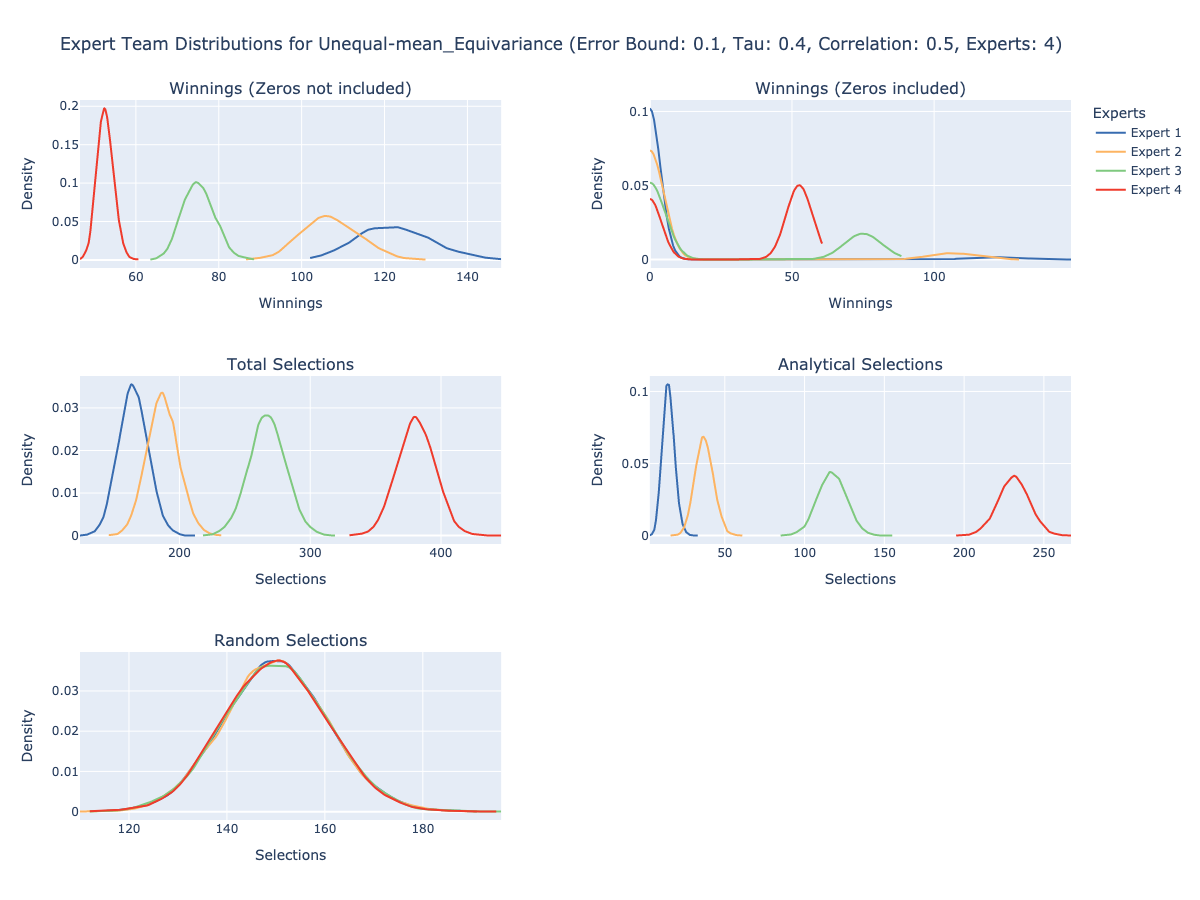 Expert Team Distributions for Unequal-mean_Equivariance (Error Bound: 0.1, Tau: 0.4, Correlation: 0.5, Experts: 4)
Winnings (Zeros not included)
0.2
0.15
0.1
0.05
0
Density
60 80 100 120 140
Winnings
Winnings (Zeros included)
0.1
0.05
0
Density
0 50 100
Winnings
Experts
Expert 1
Expert 2
Expert 3
Expert 4
Total Selections
0.03
0.02
0.01
0
Density
200 300 400
Selections
Analytical Selections
0.1
0.05
0
Density
50 100 150 200 250
Selections
Random Selections
0.03
0.02
0.01
0
Density
120 140 160 180
Selections